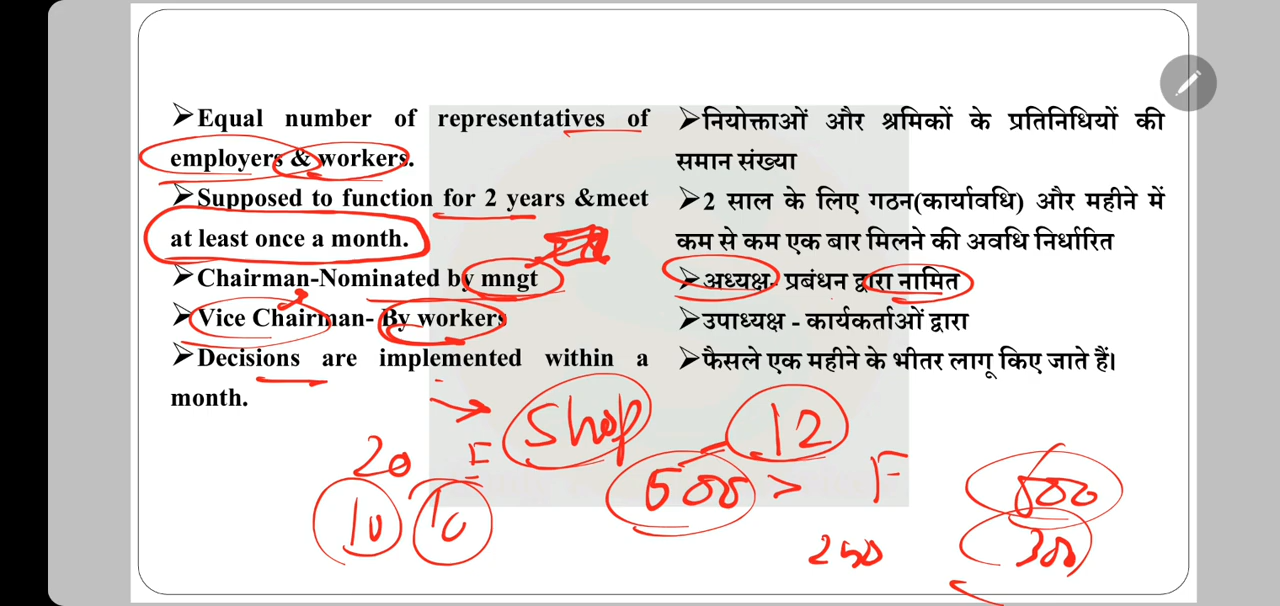 ➤Equal number of representatives of
employers & workers.
➤Supposed to function for 2 years &meet
at least once a month.
➤Chairman-Nominated by mngt
➤Vice Chairman- By workers
➤Decisions are implemented within a
month.
➤नियोक्ताओं और श्रमिकों के प्रतिनिधियों की
समान संख्या
➤2 साल के लिए गठन(कार्यावधि) और महीने में
कम से कम एक बार मिलने की अवधि निर्धारित
➤अध्यक्ष- प्रबंधन द्वारा नामित
➤उपाध्यक्ष - कार्यकर्ताओं द्वारा
➤फैसले एक महीने के भीतर लागू किए जाते हैं।
Shop 12
20
10 10 500 > F 500
250 300